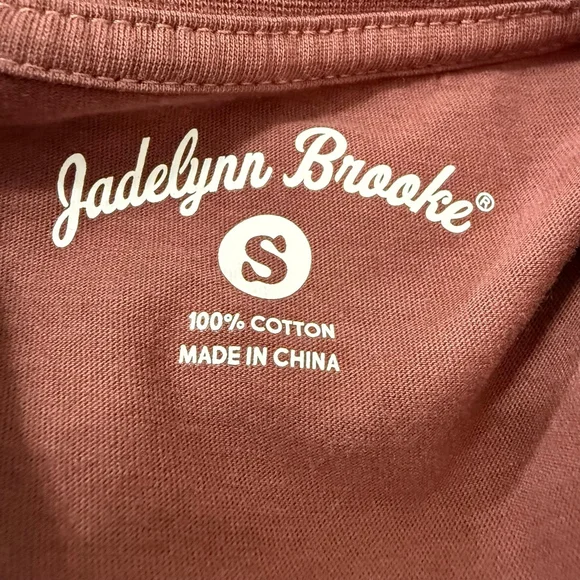 Jadelynn Brooke®
S
100% COTTON
MADE IN CHINA